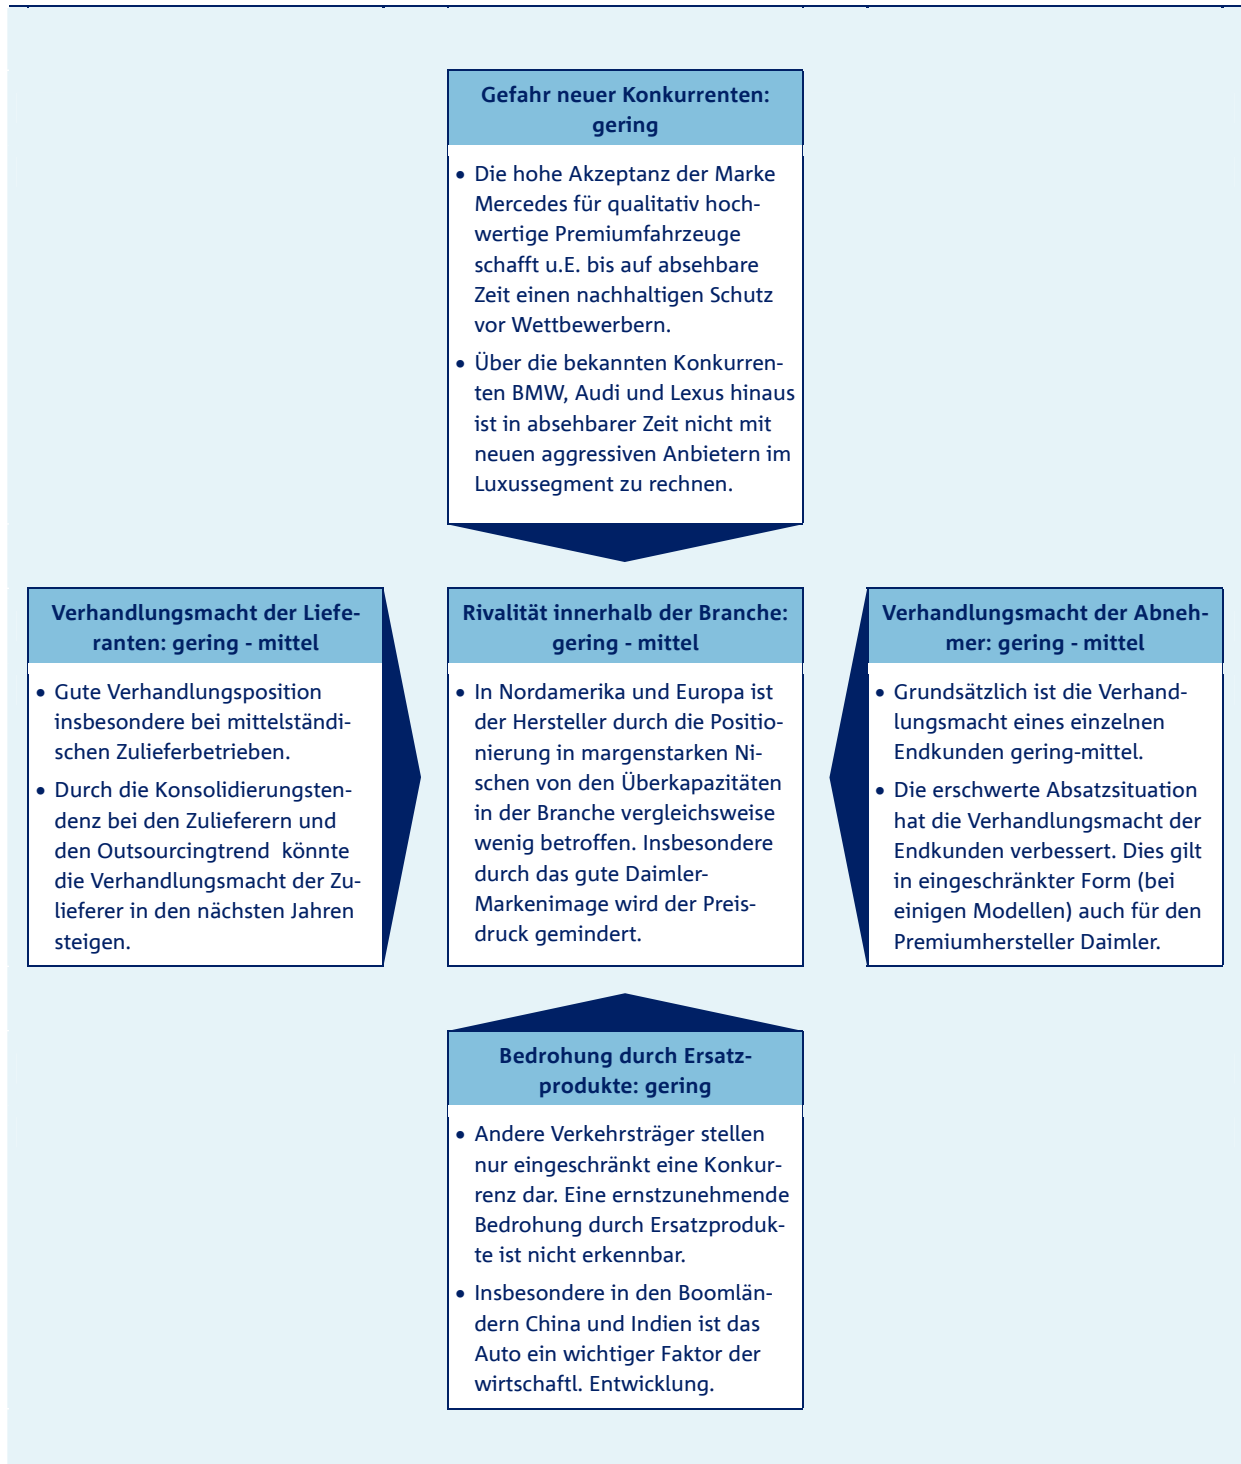 Gefahr neuer Konkurrenten:
gering
• Die hohe Akzeptanz der Marke
Mercedes für qualitativ hoch-
wertige Premiumfahrzeuge
schafft u.E. bis auf absehbare
Zeit einen nachhaltigen Schutz
vor Wettbewerbern.
• Über die bekannten Konkurren-
ten BMW, Audi und Lexus hinaus
ist in absehbarer Zeit nicht mit
neuen aggressiven Anbietern im
Luxussegment zu rechnen.
Verhandlungsmacht der Liefe-
ranten: gering - mittel
• Gute Verhandlungsposition
insbesondere bei mittelständi-
schen Zulieferbetrieben.
• Durch die Konsolidierungsten-
denz bei den Zulieferern und
den Outsourcingtrend  könnte
die Verhandlungsmacht der Zu-
lieferer in den nächsten Jahren
steigen.
Rivalität innerhalb der Branche:
gering - mittel
• In Nordamerika und Europa ist
der Hersteller durch die Positio-
nierung in margenstarken Ni-
schen von den Überkapazitäten
in der Branche vergleichsweise
wenig betroffen. Insbesondere
durch das gute Daimler-
Markenimage wird der Preis-
druck gemindert.
Verhandlungsmacht der Abneh-
mer: gering - mittel
• Grundsätzlich ist die Verhand-
lungsmacht eines einzelnen
Endkunden gering-mittel.
• Die erschwerte Absatzsituation
hat die Verhandlungsmacht der
Endkunden verbessert. Dies gilt
in eingeschränkter Form (bei
einigen Modellen) auch für den
Premiumhersteller Daimler.
Bedrohung durch Ersatz-
produkte: gering
• Andere Verkehrsträger stellen
nur eingeschränkt eine Konkur-
renz dar. Eine ernstzunehmende
Bedrohung durch Ersatzproduk-
te ist nicht erkennbar.
• Insbesondere in den Boomlän-
dern China und Indien ist das
Auto ein wichtiger Faktor der
wirtschaftl. Entwicklung.